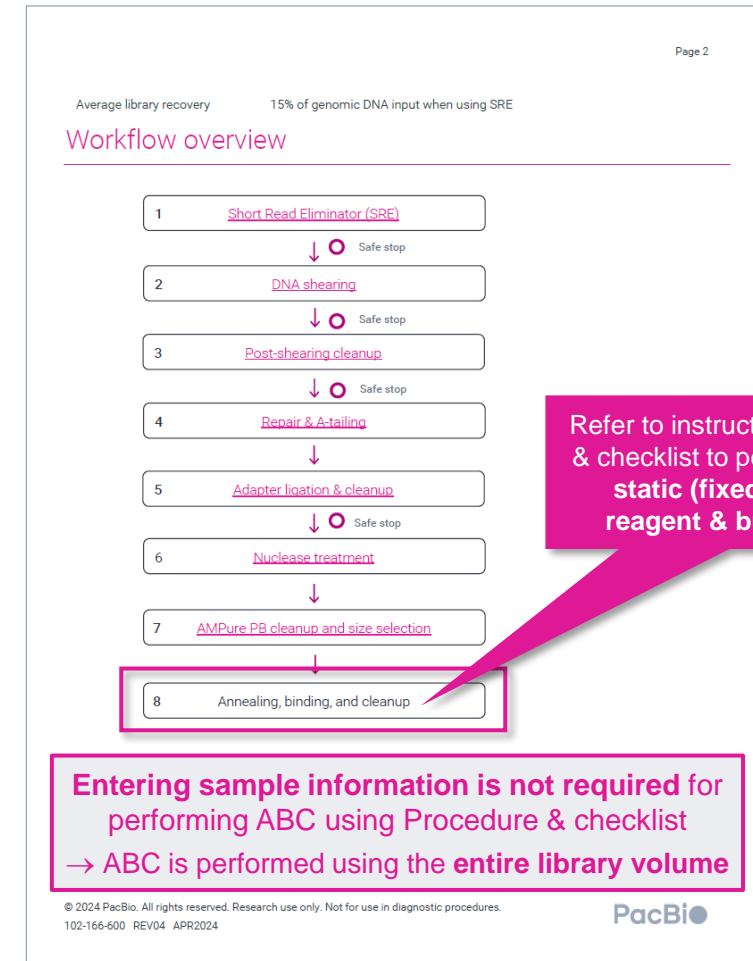 Page 2
Average library recovery 15% of genomic DNA input when using SRE
Workflow overview
1 Short Read Eliminator (SRE)
↓ Safe stop
2 DNA shearing
↓ Safe stop
3 Post-shearing cleanup
↓ Safe stop
4 Repair & A-tailing
↓
5 Adapter ligation & cleanup
↓ Safe stop
6 Nuclease treatment
↓
7 AMPure PB cleanup and size selection
↓
8 Annealing, binding, and cleanup
Refer to
& checklist to
static
reagent &
Entering sample information is not required for
performing ABC using Procedure & checklist
→ ABC is performed using the entire library volume
© 2024 PacBio. All rights reserved. Research use only. Not for use in diagnostic procedures.
102-166-600 REV04 APR2024
PacBio